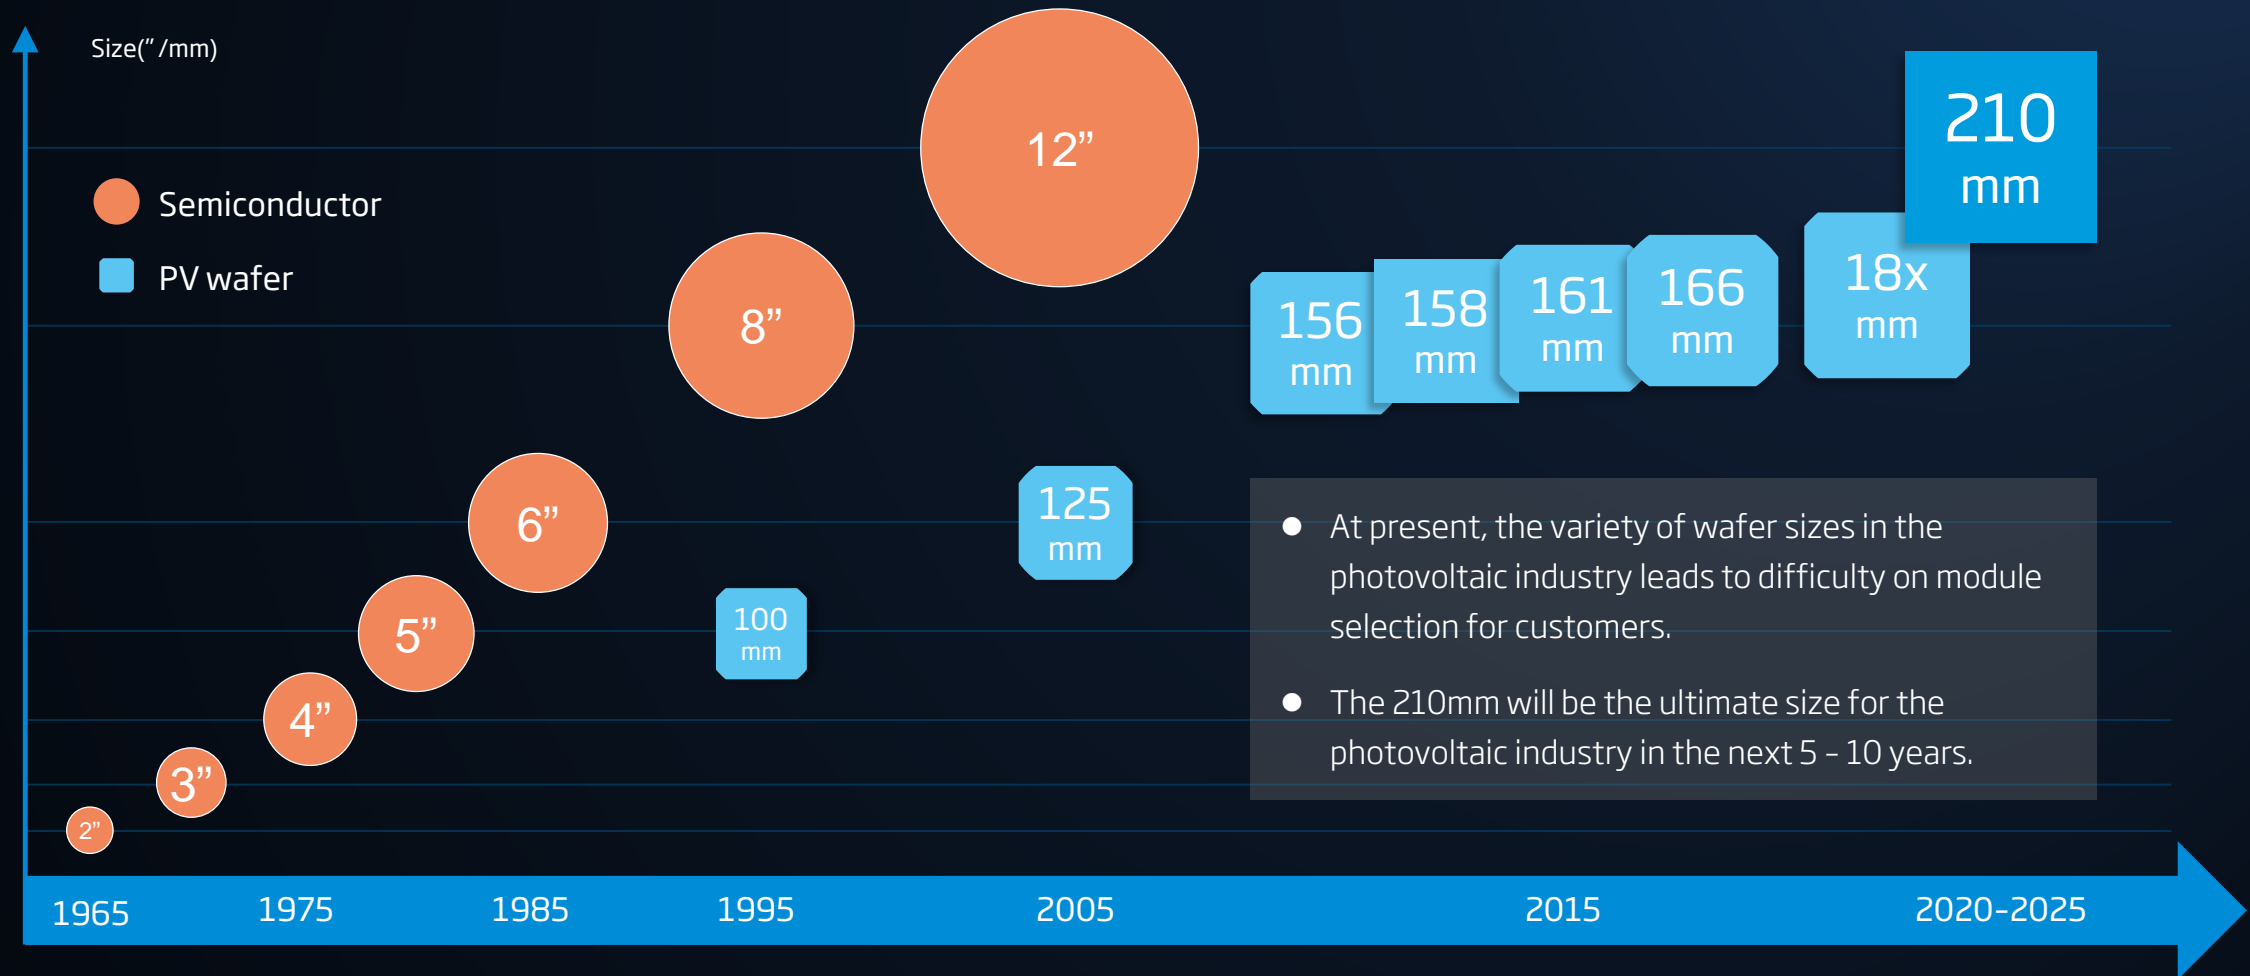 Size(”/mm)
Semiconductor
PV wafer
2”
3”
4”
5”
6”
8”
12”
100
mm
125
mm
156
mm
158
mm
161
mm
166
mm
18x
mm
210
mm
● At present, the variety of wafer sizes in the
photovoltaic industry leads to difficulty on module
selection for customers.
● The 210mm will be the ultimate size for the
photovoltaic industry in the next 5 – 10 years.
1965 1975 1985 1995 2005 2015 2020-2025